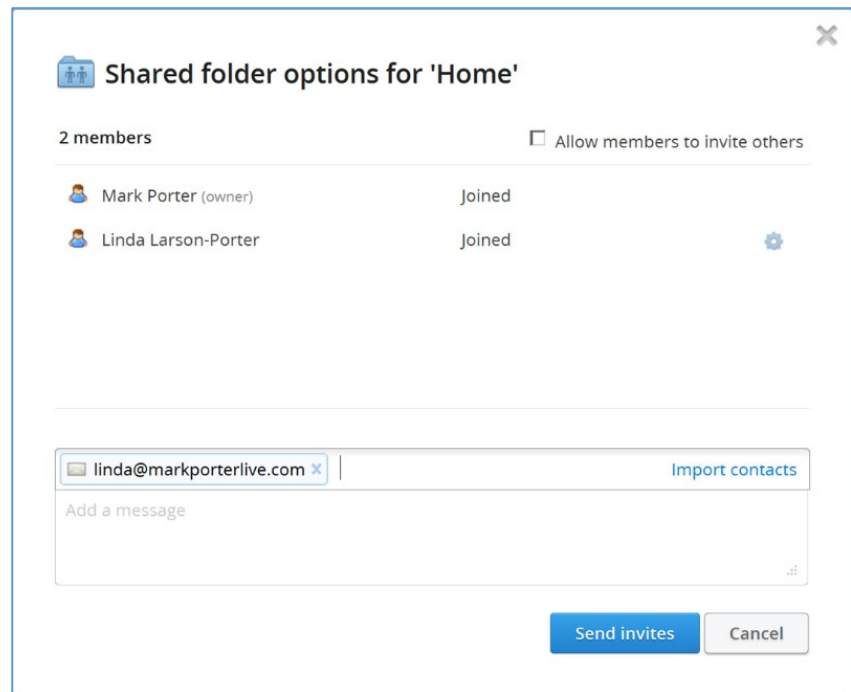 Shared folder options for 'Home'
2 members Allow members to invite others
Mark Porter (owner) Joined
Linda Larson-Porter Joined
linda@markporterlive.com Import contacts
Add a message
Send invites Cancel